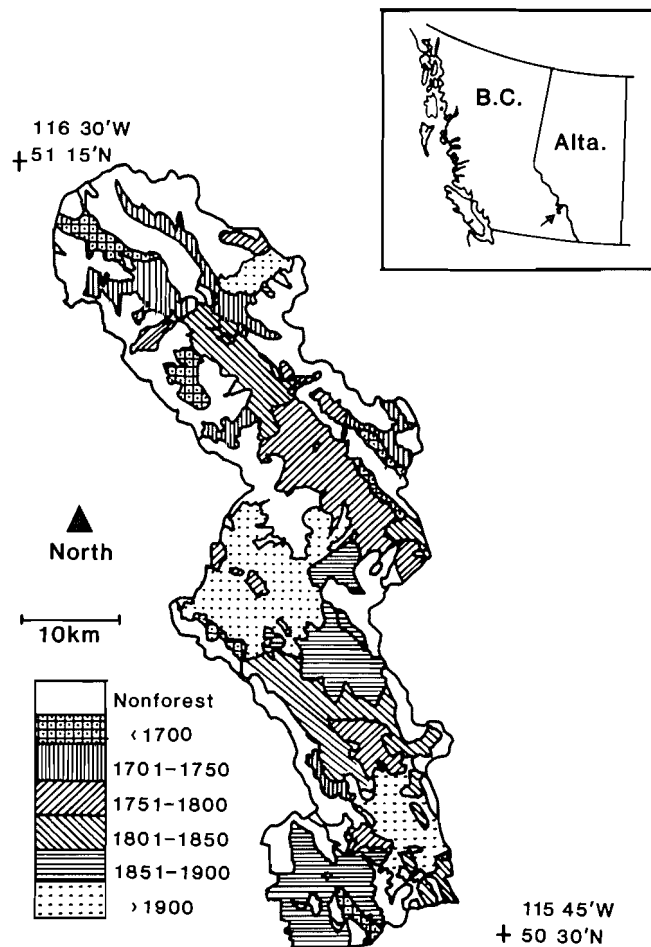 116 30'W
+ 51 15'N
B.C.
Alta.
North
10km
Nonforest
<1700
1701-1750
1751-1800
1801-1850
1851-1900
>1900
115 45'W
+ 50 30'N